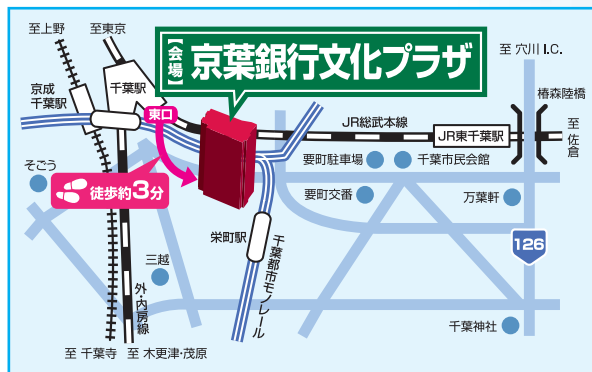 至上野
至東京
【会場】京葉銀行文化プラザ
至 穴川 I.C.
京成
千葉駅
千葉駅
東口
椿森陸橋
JR総武本線
JR東千葉駅
至佐倉
そごう
要町駐車場
千葉市民会館
徒歩約3分
要町交番
万葉軒
栄町駅
千葉都市モノレール
126
三越
外・内房線
千葉神社
至 千葉寺
至 木更津・茂原